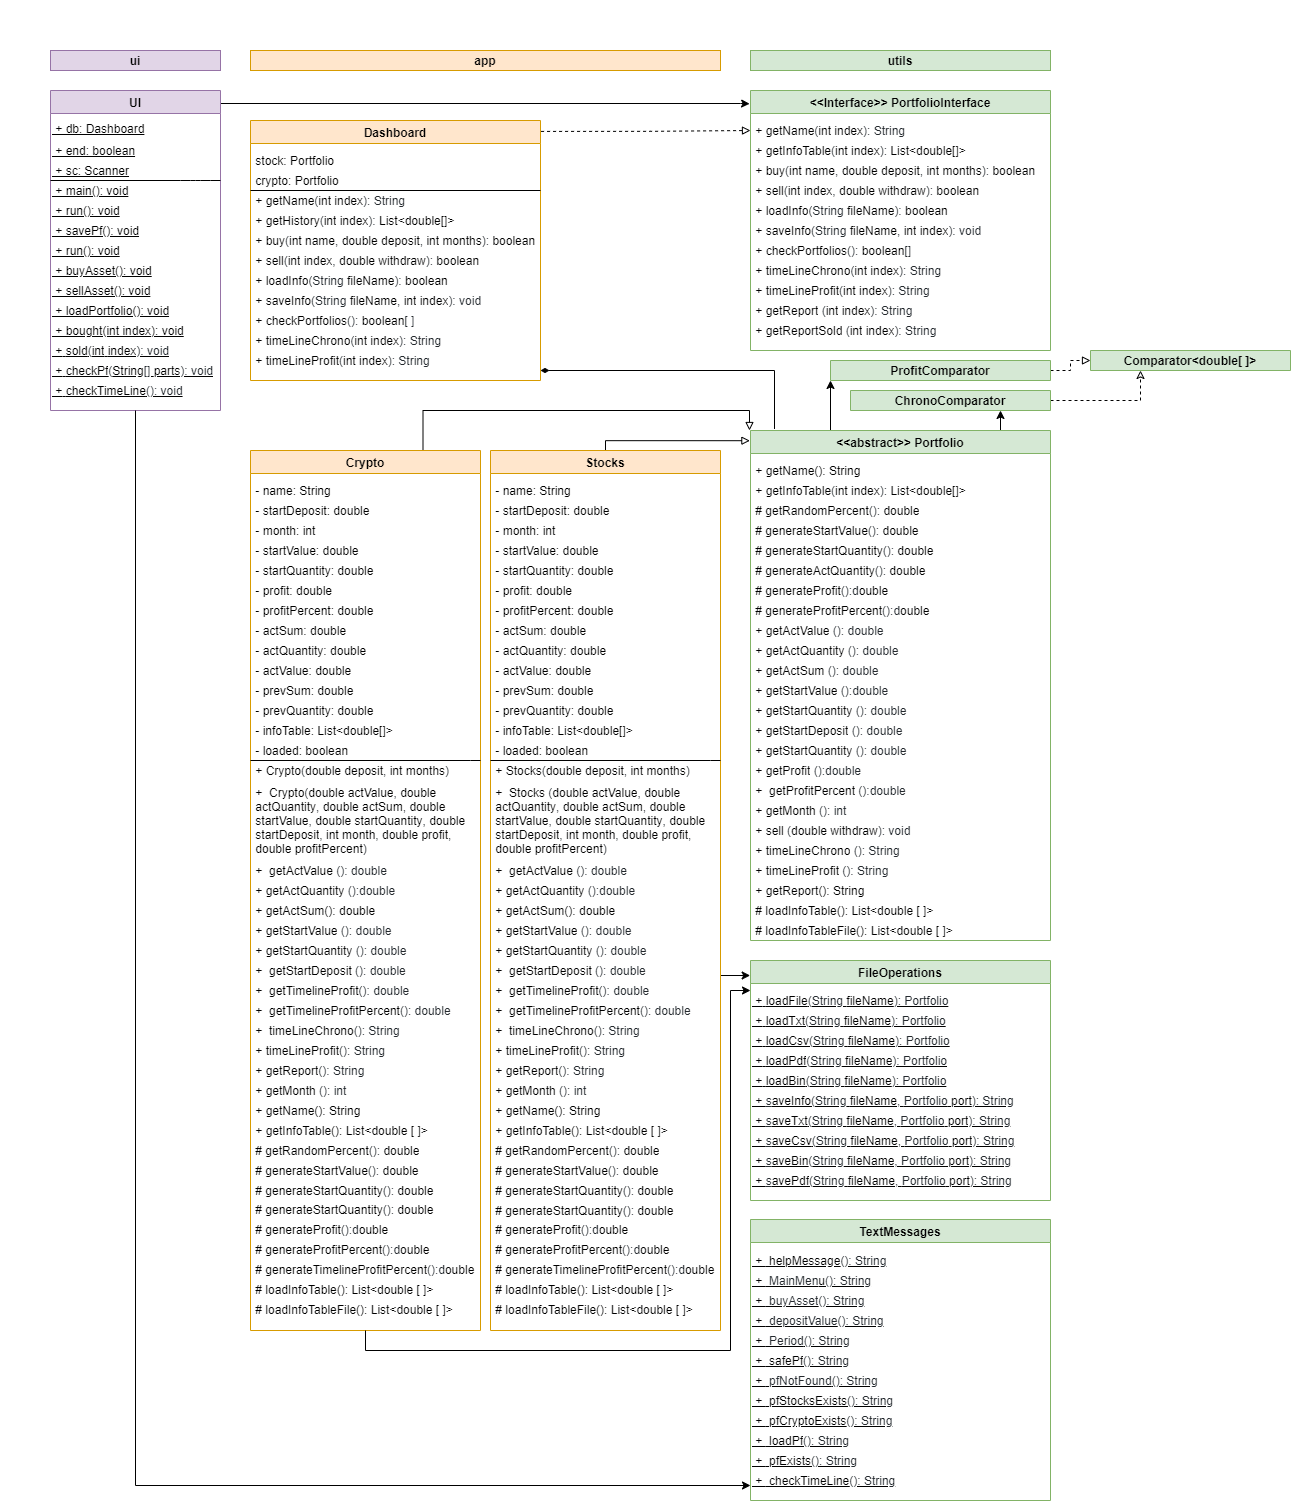 ui
app
utils
UI
+ db: Dashboard
+ end: boolean
+ sc: Scanner
+ main(): void
+ run(): void
+ savePf(): void
+ run(): void
+ buyAsset(): void
+ sellAsset(): void
+ loadPortfolio(): void
+ bought(int index): void
+ sold(int index): void
+ checkPf(String[] parts): void
+ checkTimeLine(): void
Dashboard
stock: Portfolio
crypto: Portfolio
+ getName(int index): String
+ getHistory(int index): List<double[]>
+ buy(int name, double deposit, int months): boolean
+ sell(int index, double withdraw): boolean
+ loadInfo(String fileName): boolean
+ saveInfo(String fileName, int index): void
+ checkPortfolios(): boolean[ ]
+ timeLineChrono(int index): String
+ timeLineProfit(int index): String
<<Interface>> PortfolioInterface
+ getName(int index): String
+ getInfoTable(int index): List<double[]>
+ buy(int name, double deposit, int months): boolean
+ sell(int index, double withdraw): boolean
+ loadInfo(String fileName): boolean
+ saveInfo(String fileName, int index): void
+ checkPortfolios(): boolean[]
+ timeLineChrono(int index): String
+ timeLineProfit(int index): String
+ getReport (int index): String
+ getReportSold (int index): String
ProfitComparator
Comparator<double[ ]>
ChronoComparator
Crypto
- name: String
- startDeposit: double
- month: int
- startValue: double
- startQuantity: double
- profit: double
- profitPercent: double
- actSum: double
- actQuantity: double
- actValue: double
- prevSum: double
- prevQuantity: double
- infoTable: List<double[]>
- loaded: boolean
+ Crypto(double deposit, int months)
+ Crypto(double actValue, double
actQuantity, double actSum, double
startValue, double startQuantity, double
startDeposit, int month, double profit,
double profitPercent)
+ getActValue (): double
+ getActQuantity ():double
+ getActSum(): double
+ getStartValue (): double
+ getStartQuantity (): double
+ getStartDeposit (): double
+ getTimelineProfit(): double
+ getTimelineProfitPercent(): double
+ timeLineChrono(): String
+ timeLineProfit(): String
+ getReport(): String
+ getMonth (): int
+ getName(): String
+ getInfoTable(): List<double [ ]>
# getRandomPercent(): double
# generateStartValue(): double
# generateStartQuantity(): double
# generateStartQuantity(): double
# generateProfit():double
# generateProfitPercent():double
# generateTimelineProfitPercent():double
# loadInfoTable(): List<double [ ]>
# loadInfoTableFile(): List<double [ ]>
Stocks
- name: String
- startDeposit: double
- month: int
- startValue: double
- startQuantity: double
- profit: double
- profitPercent: double
- actSum: double
- actQuantity: double
- actValue: double
- prevSum: double
- prevQuantity: double
- infoTable: List<double[]>
- loaded: boolean
+ Stocks(double deposit, int months)
+ Stocks (double actValue, double
actQuantity, double actSum, double
startValue, double startQuantity, double
startDeposit, int month, double profit,
double profitPercent)
+ getActValue (): double
+ getActQuantity ():double
+ getActSum(): double
+ getStartValue (): double
+ getStartQuantity (): double
+ getStartDeposit (): double
+ getTimelineProfit(): double
+ getTimelineProfitPercent(): double
+ timeLineChrono(): String
+ timeLineProfit(): String
+ getReport(): String
+ getMonth (): int
+ getName(): String
+ getInfoTable(): List<double [ ]>
# getRandomPercent(): double
# generateStartValue(): double
# generateStartQuantity(): double
# generateStartQuantity(): double
# generateProfit():double
# generateProfitPercent():double
# generateTimelineProfitPercent():double
# loadInfoTable(): List<double [ ]>
# loadInfoTableFile(): List<double [ ]>
<<abstract>> Portfolio
+ getName(): String
+ getInfoTable(int index): List<double[]>
# getRandomPercent(): double
# generateStartValue(): double
# generateStartQuantity(): double
# generateActQuantity(): double
# generateProfit():double
# generateProfitPercent():double
+ getActValue (): double
+ getActQuantity (): double
+ getActSum (): double
+ getStartValue ():double
+ getStartQuantity (): double
+ getStartDeposit (): double
+ getStartQuantity (): double
+ getProfit ():double
+ getProfitPercent ():double
+ getMonth (): int
+ sell (double withdraw): void
+ timeLineChrono (): String
+ timeLineProfit (): String
+ getReport(): String
# loadInfoTable(): List<double [ ]>
# loadInfoTableFile(): List<double [ ]>
FileOperations
+ loadFile(String fileName): Portfolio
+ loadTxt(String fileName): Portfolio
+ loadCsv(String fileName): Portfolio
+ loadPdf(String fileName): Portfolio
+ loadBin(String fileName): Portfolio
+ saveInfo(String fileName, Portfolio port): String
+ saveTxt(String fileName, Portfolio port): String
+ saveCsv(String fileName, Portfolio port): String
+ saveBin(String fileName, Portfolio port): String
+ savePdf(String fileName, Portfolio port): String
TextMessages
+ helpMessage(): String
+ MainMenu(): String
+ buyAsset(): String
+ depositValue(): String
+ Period(): String
+ safePf(): String
+ pfNotFound(): String
+ pfStocksExists(): String
+ pfCryptoExists(): String
+ loadPf(): String
+ pfExists(): String
+ checkTimeLine(): String